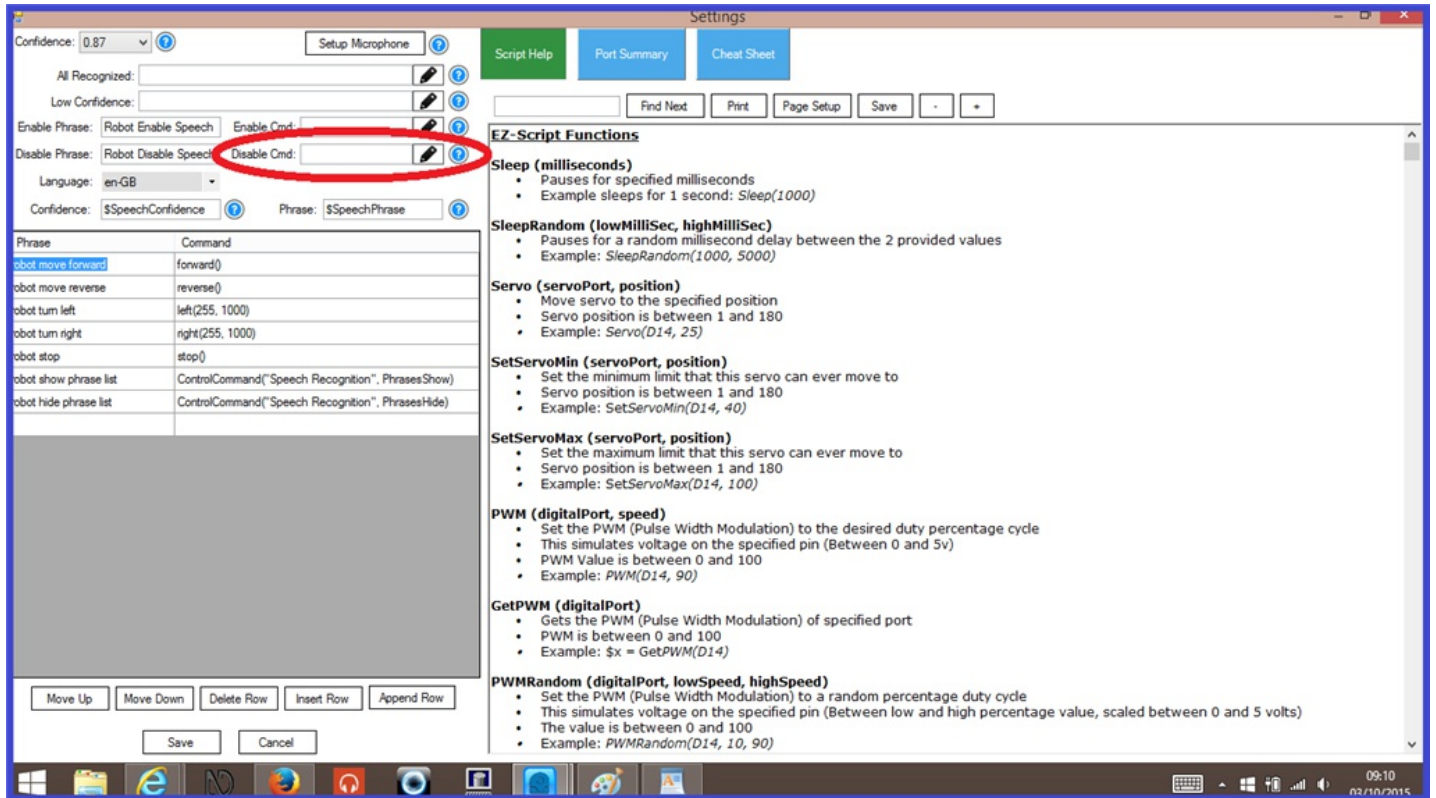 Settings
Confidence: 0.87 Setup Microphone
All Recognized:
Low Confidence:
Enable Phrase: Robot Enable Speech Enable Cmd:
Disable Phrase: Robot Disable Speech Disable Cmd:
Language: en-GB
Confidence: $SpeechConfidence Phrase: $SpeechPhrase
Phrase Command
obot move forward forward()
obot move reverse reverse()
obot turn left left(255, 1000)
obot turn right right(255, 1000)
obot stop stop()
obot show phrase list ControlCommand("Speech Recognition", PhrasesShow)
obot hide phrase list ControlCommand("Speech Recognition", PhrasesHide)
Move Up Move Down Delete Row Insert Row Append Row
Save Cancel
Script Help Port Summary Cheat Sheet
Find Next Print Page Setup Save - +
EZ-Script Functions
Sleep (milliseconds)
• Pauses for specified milliseconds
• Example sleeps for 1 second: Sleep(1000)
SleepRandom (lowMilliSec, highMilliSec)
• Pauses for a random millisecond delay between the 2 provided values
• Example: SleepRandom(1000, 5000)
Servo (servoPort, position)
• Move servo to the specified position
• Servo position is between 1 and 180
• Example: Servo(D14, 25)
SetServoMin (servoPort, position)
• Set the minimum limit that this servo can ever move to
• Servo position is between 1 and 180
• Example: SetServoMin(D14, 40)
SetServoMax (servoPort, position)
• Set the maximum limit that this servo can ever move to
• Servo position is between 1 and 180
• Example: SetServoMax(D14, 100)
PWM (digitalPort, speed)
• Set the PWM (Pulse Width Modulation) to the desired duty percentage cycle
• This simulates voltage on the specified pin (Between 0 and 5v)
• PWM Value is between 0 and 100
• Example: PWM(D14, 90)
GetPWM (digitalPort)
• Gets the PWM (Pulse Width Modulation) of specified port
• PWM is between 0 and 100
• Example: $x = GetPWM(D14)
PWMRandom (digitalPort, lowSpeed, highSpeed)
• Set the PWM (Pulse Width Modulation) to a random percentage duty cycle
• This simulates voltage on the specified pin (Between low and high percentage value, scaled between 0 and 5 volts)
• The value is between 0 and 100
• Example: PWMRandom(D14, 10, 90)
09:10
03/10/2015